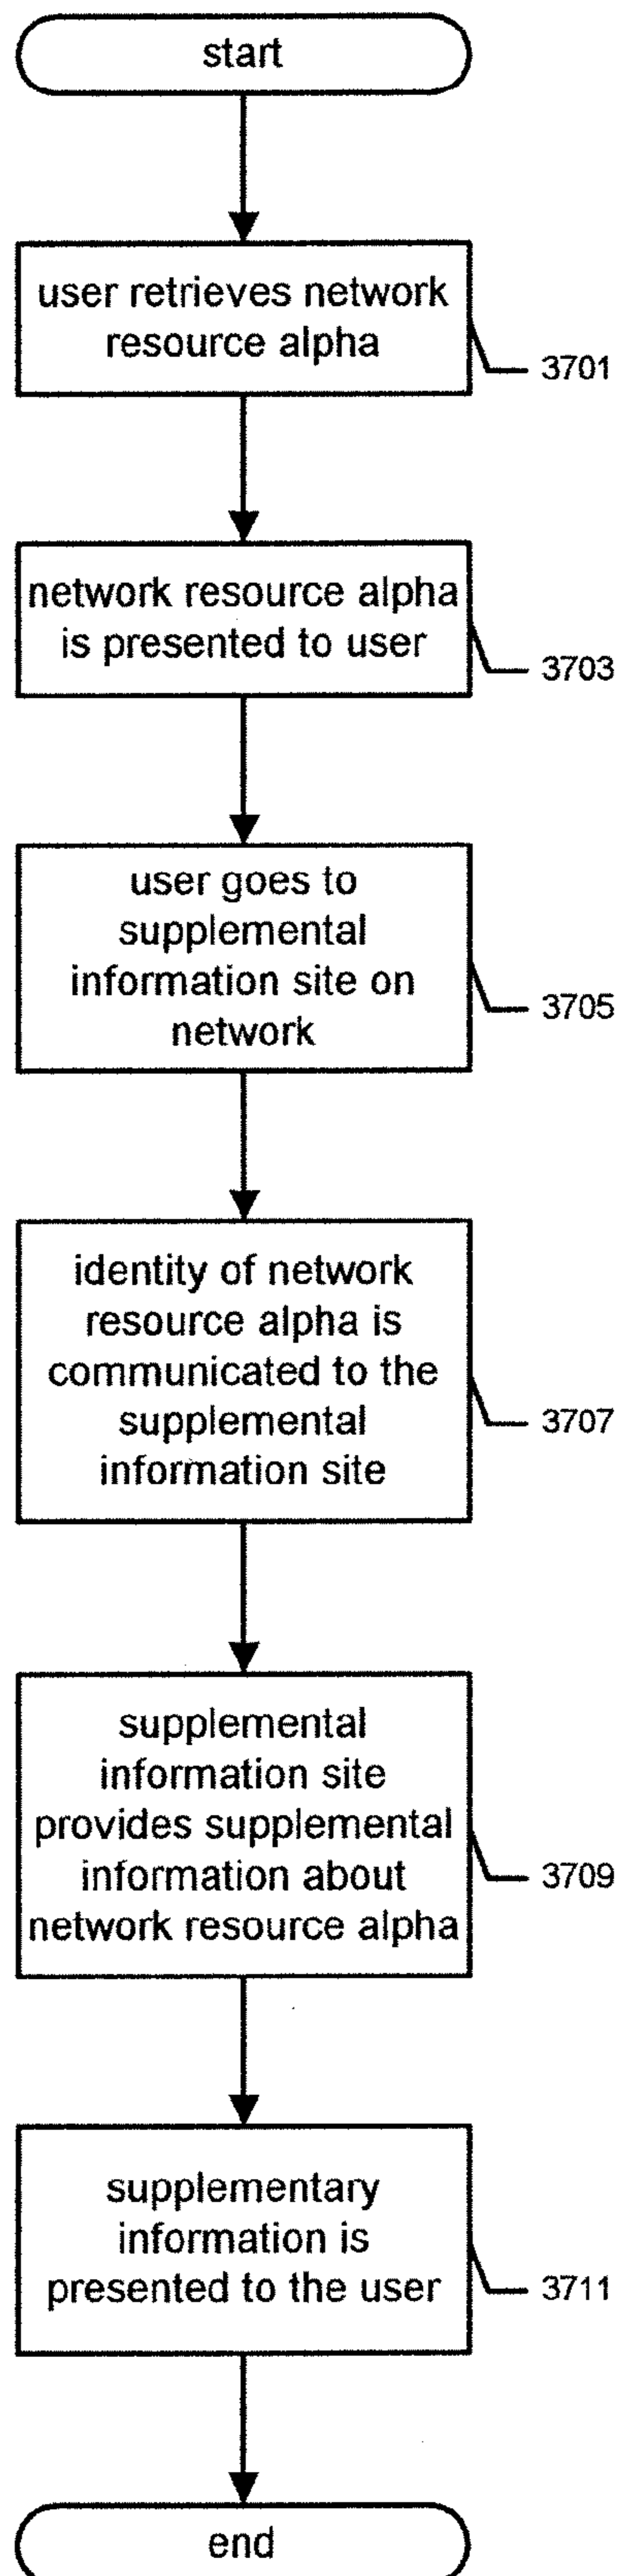 start
user retrieves network
resource alpha
3701
network resource alpha
is presented to user
3703
user goes to
supplemental
information site on
network
3705
identity of network
resource alpha is
communicated to the
supplemental
information site
3707
supplemental
information site
provides supplemental
information about
network resource alpha
3709
supplementary
information is
presented to the user
3711
end